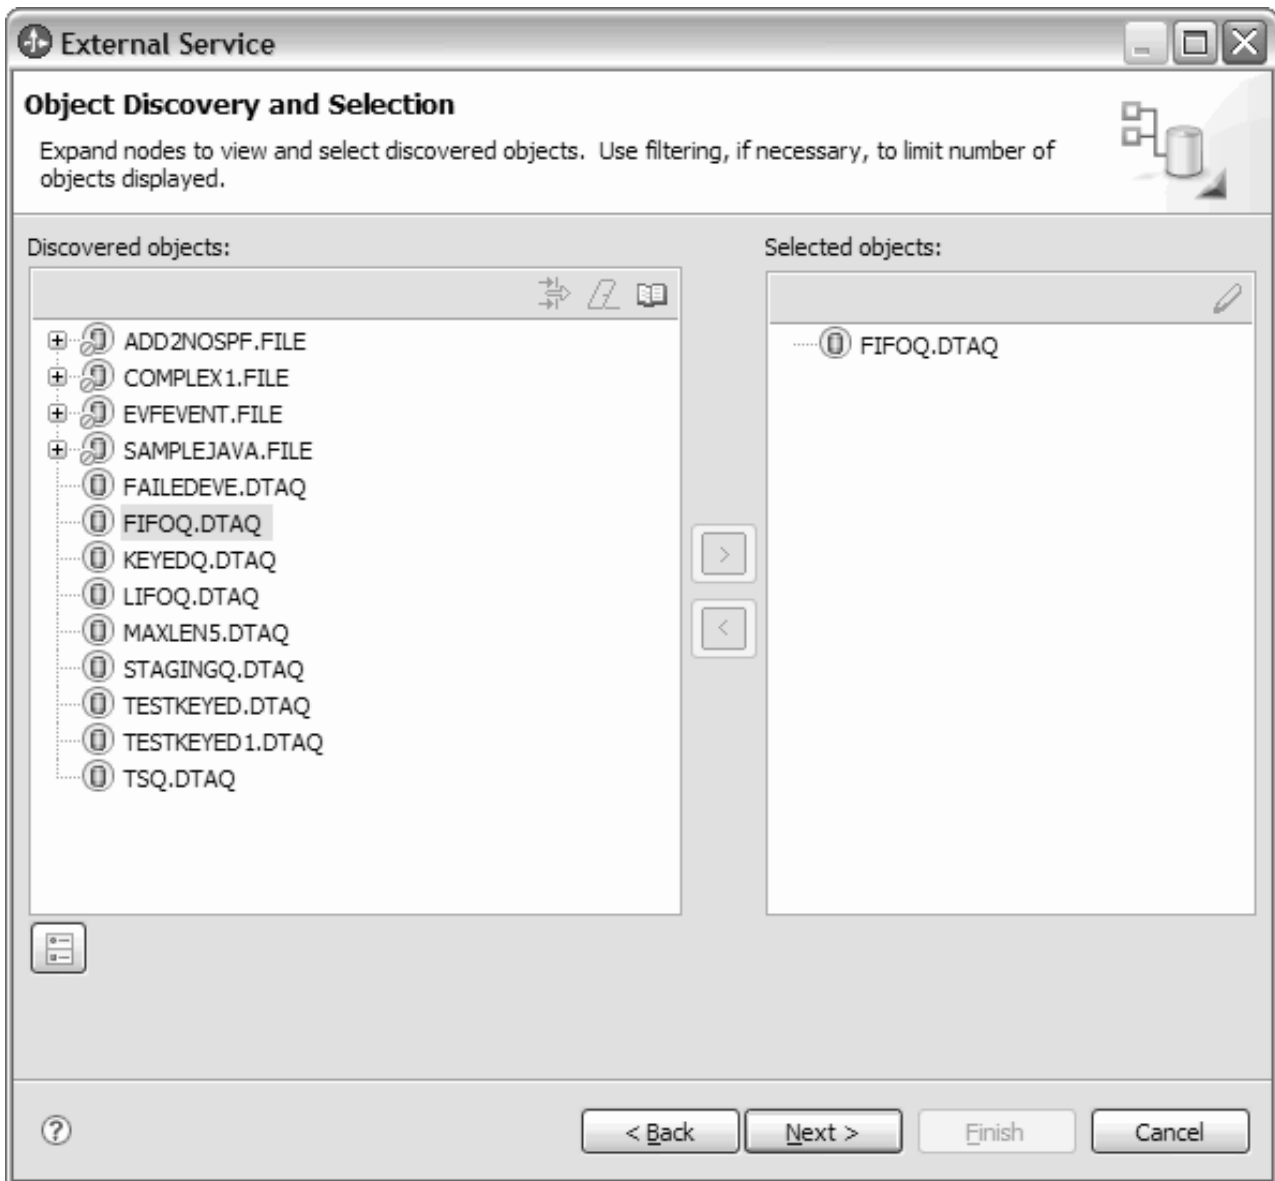 External Service
Object Discovery and Selection
Expand nodes to view and select discovered objects. Use filtering, if necessary, to limit number of
objects displayed.
Discovered objects:
ADD2NOSPF.FILE
COMPLEX1.FILE
EVFEVENT.FILE
SAMPLEJAVA.FILE
FAILEDEVE.DTAQ
FIFOQ.DTAQ
KEYEDQ.DTAQ
LIFOQ.DTAQ
MAXLEN5.DTAQ
STAGINGQ.DTAQ
TESTKEYED.DTAQ
TESTKEYED1.DTAQ
TSQ.DTAQ
>
<
Selected objects:
FIFOQ.DTAQ
?
< Back
Next >
Finish
Cancel